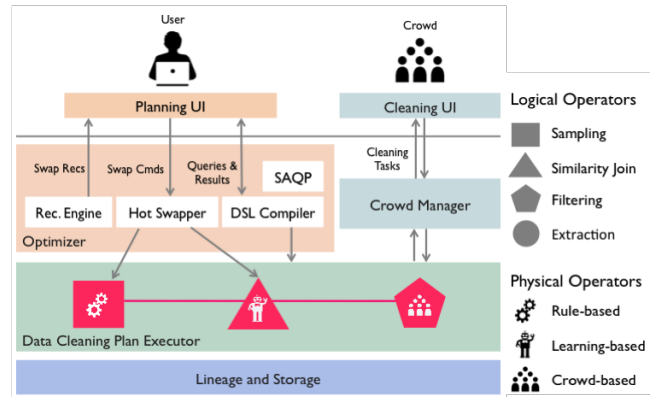 User
Crowd
Planning UI
Cleaning UI
Logical Operators
Sampling
Similarity Join
Filtering
Extraction
Swap Recs
Swap Cmds
Queries &
Results
SAQP
Cleaning
Tasks
Rec. Engine
Hot Swapper
DSL Compiler
Crowd Manager
Optimizer
Physical Operators
Rule-based
Learning-based
Crowd-based
Data Cleaning Plan Executor
Lineage and Storage